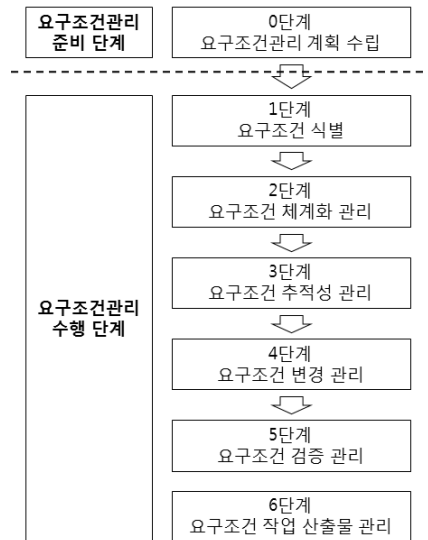 요구조건관리
준비 단계
0단계
요구조건관리 계획 수립
1단계
요구조건 식별
2단계
요구조건 체계화 관리
3단계
요구조건 추적성 관리
요구조건관리
수행 단계
4단계
요구조건 변경 관리
5단계
요구조건 검증 관리
6단계
요구조건 작업 산출물 관리